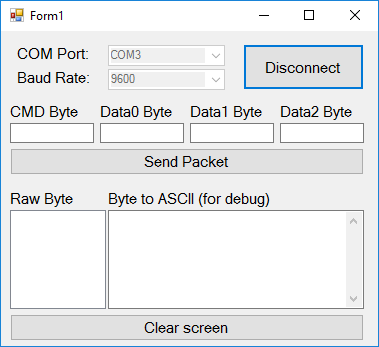 Form1
COM Port: COM3
Disconnect
Baud Rate: 9600
CMD Byte Data0 Byte Data1 Byte Data2 Byte
Send Packet
Raw Byte Byte to ASCII (for debug)
Clear screen